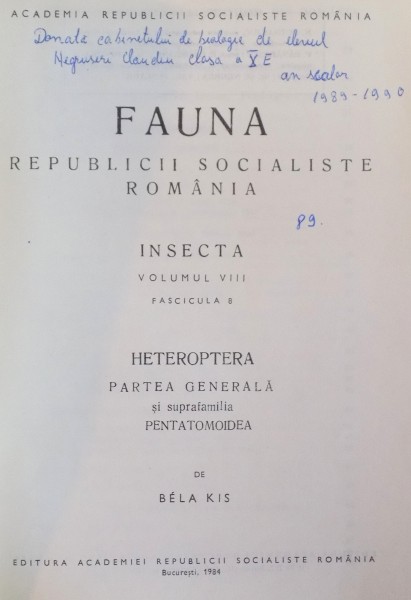 ACADEMIA REPUBLICII SOCIALISTE ROMÂNIA
Donată cabinetului de biologie de elevul
Negruseri Claudiu clasa a X E
an școlar
1989-1990
FAUNA
REPUBLICII SOCIALISTE
ROMÂNIA
89.
INSECTA
VOLUMUL VIII
FASCICULA 8
HETEROPTERA
PARTEA GENERALĂ
și suprafamilia
PENTATOMOIDEA
DE
BÉLA KIS
EDITURA ACADEMIEI REPUBLICII SOCIALISTE ROMÂNIA
București, 1984